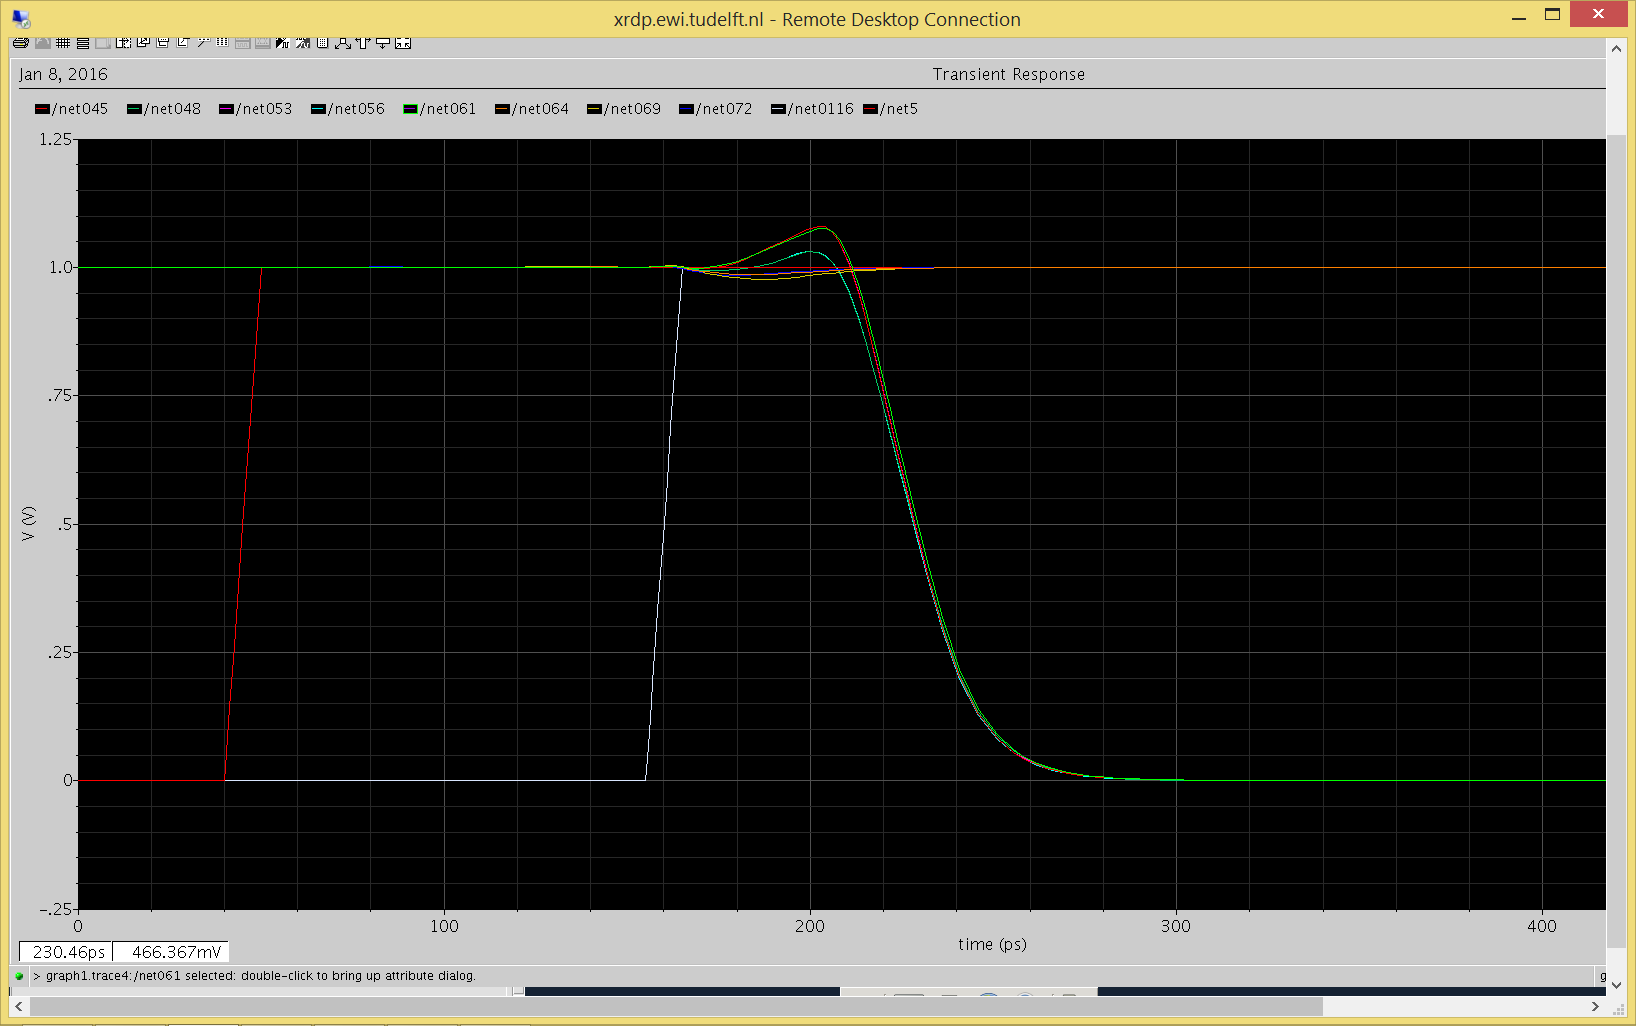 xrdp.ewi.tudelft.nl - Remote Desktop Connection
Jan 8, 2016
Transient Response
/net045 /net048 /net053 /net056 /net061 /net064 /net069 /net072 /net0116 /net5
1.25
1.0
.75
.5
.25
0
-.25
V (V)
0 100 200 300 400
time (ps)
230.46ps 466.367mV
> graph1.trace4:/net061 selected: double-click to bring up attribute dialog.
g